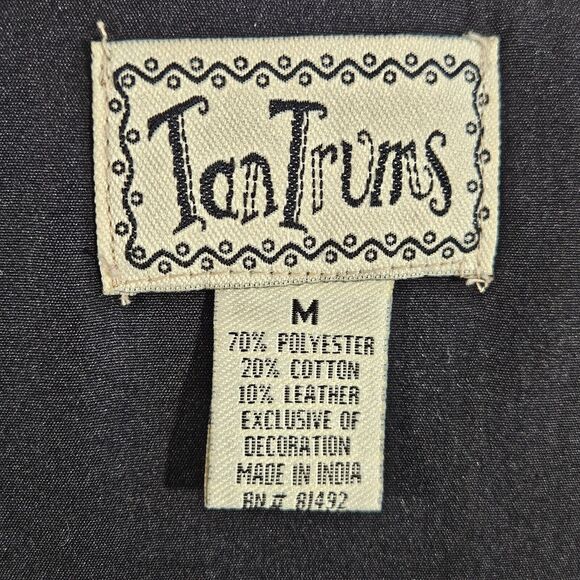 TanTrums
M
70% POLYESTER
20% COTTON
10% LEATHER
EXCLUSIVE OF
DECORATION
MADE IN INDIA
RN # 81492